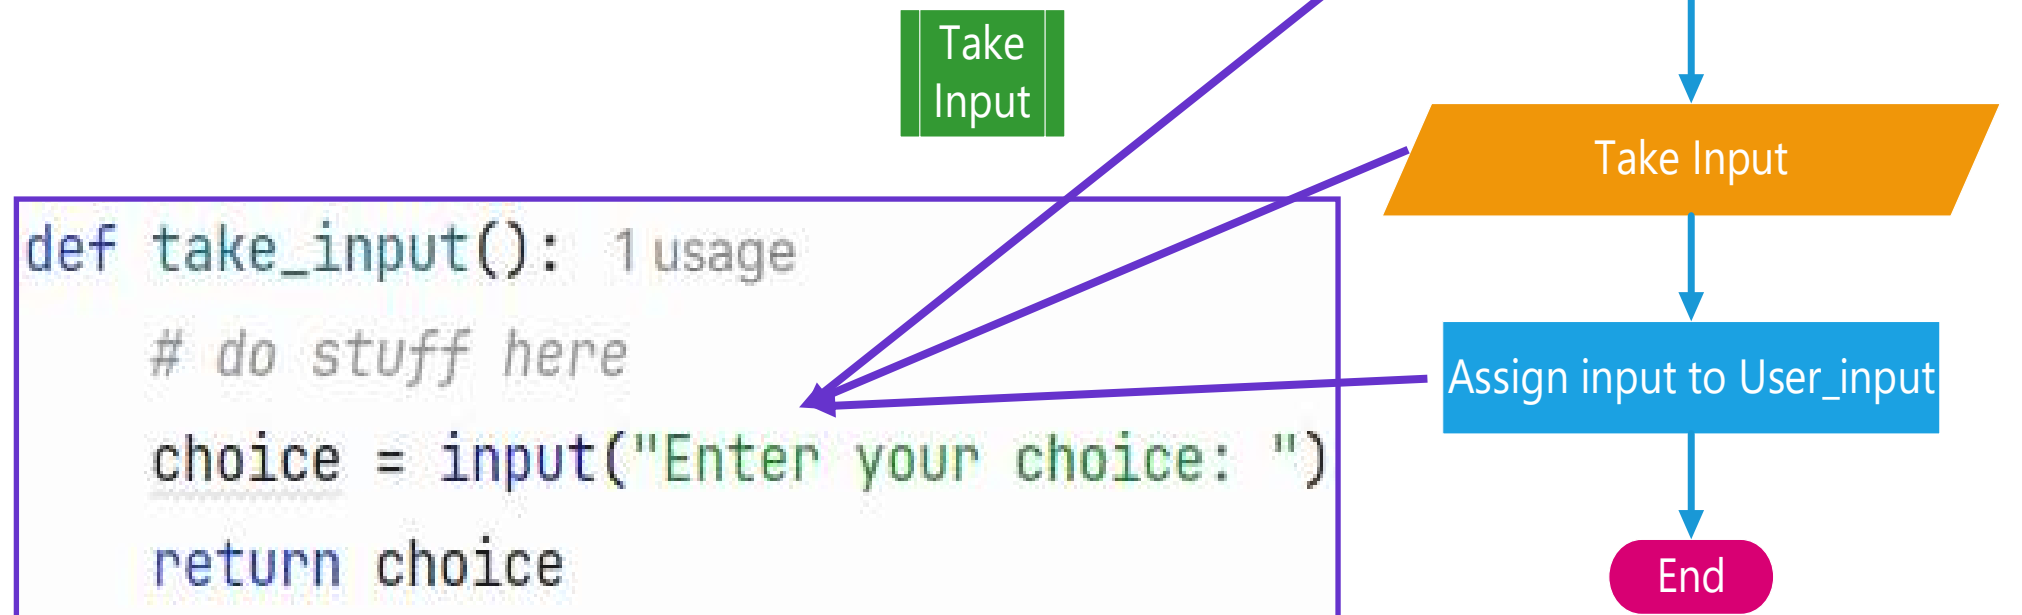 Take
Input
Take Input
def take_input(): 1 usage
# do stuff here
choice = input("Enter your choice: ")
return choice
Assign input to User_input
End